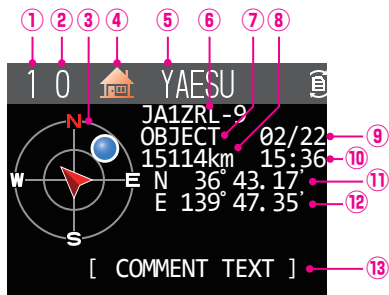 ① ② ③ ④ ⑤ ⑥ ⑦ ⑧
1 0 YAESU
JA1ZRL-9
OBJECT 02/22 ⑨
15114km 15:36 ⑩
N 36°43.17' ⑪
E 139°47.35' ⑫
N
W E
S
[ COMMENT TEXT ] ⑬